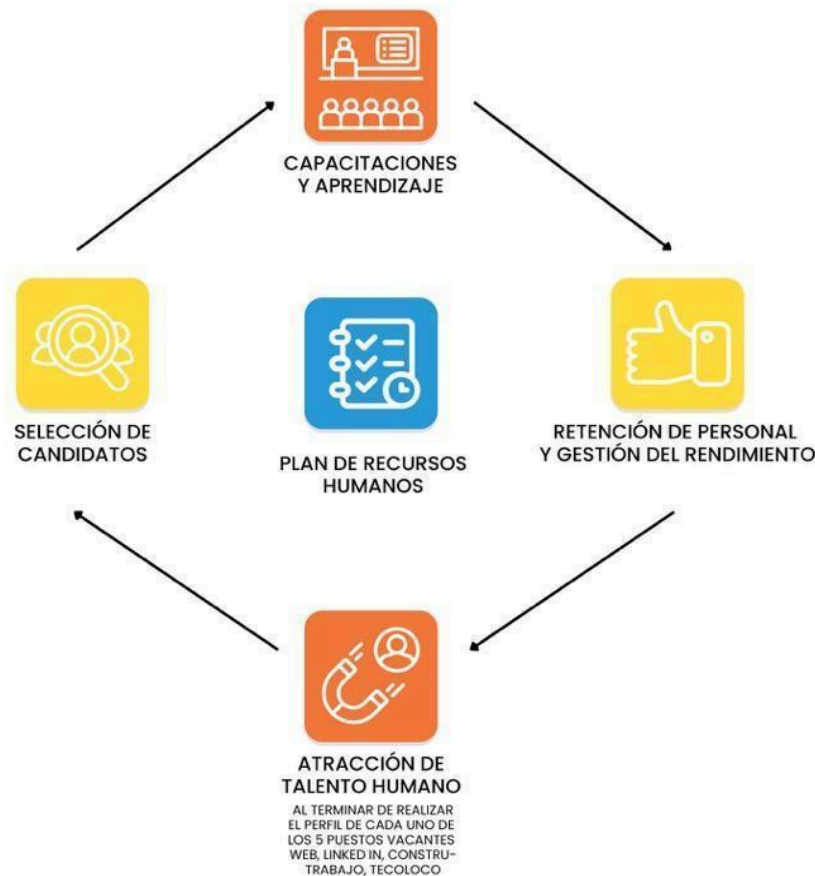 CAPACITACIONES
Y APRENDIZAJE
SELECCIÓN DE
CANDIDATOS
PLAN DE RECURSOS
HUMANOS
RETENCIÓN DE PERSONAL
Y GESTIÓN DEL RENDIMIENTO
ATRACCIÓN DE
TALENTO HUMANO
AL TERMINAR DE REALIZAR
EL PERFIL DE CADA UNO DE
LOS 5 PUESTOS VACANTES
WEB, LINKED IN, CONSTRU-
TRABAJO, TECOLOCO